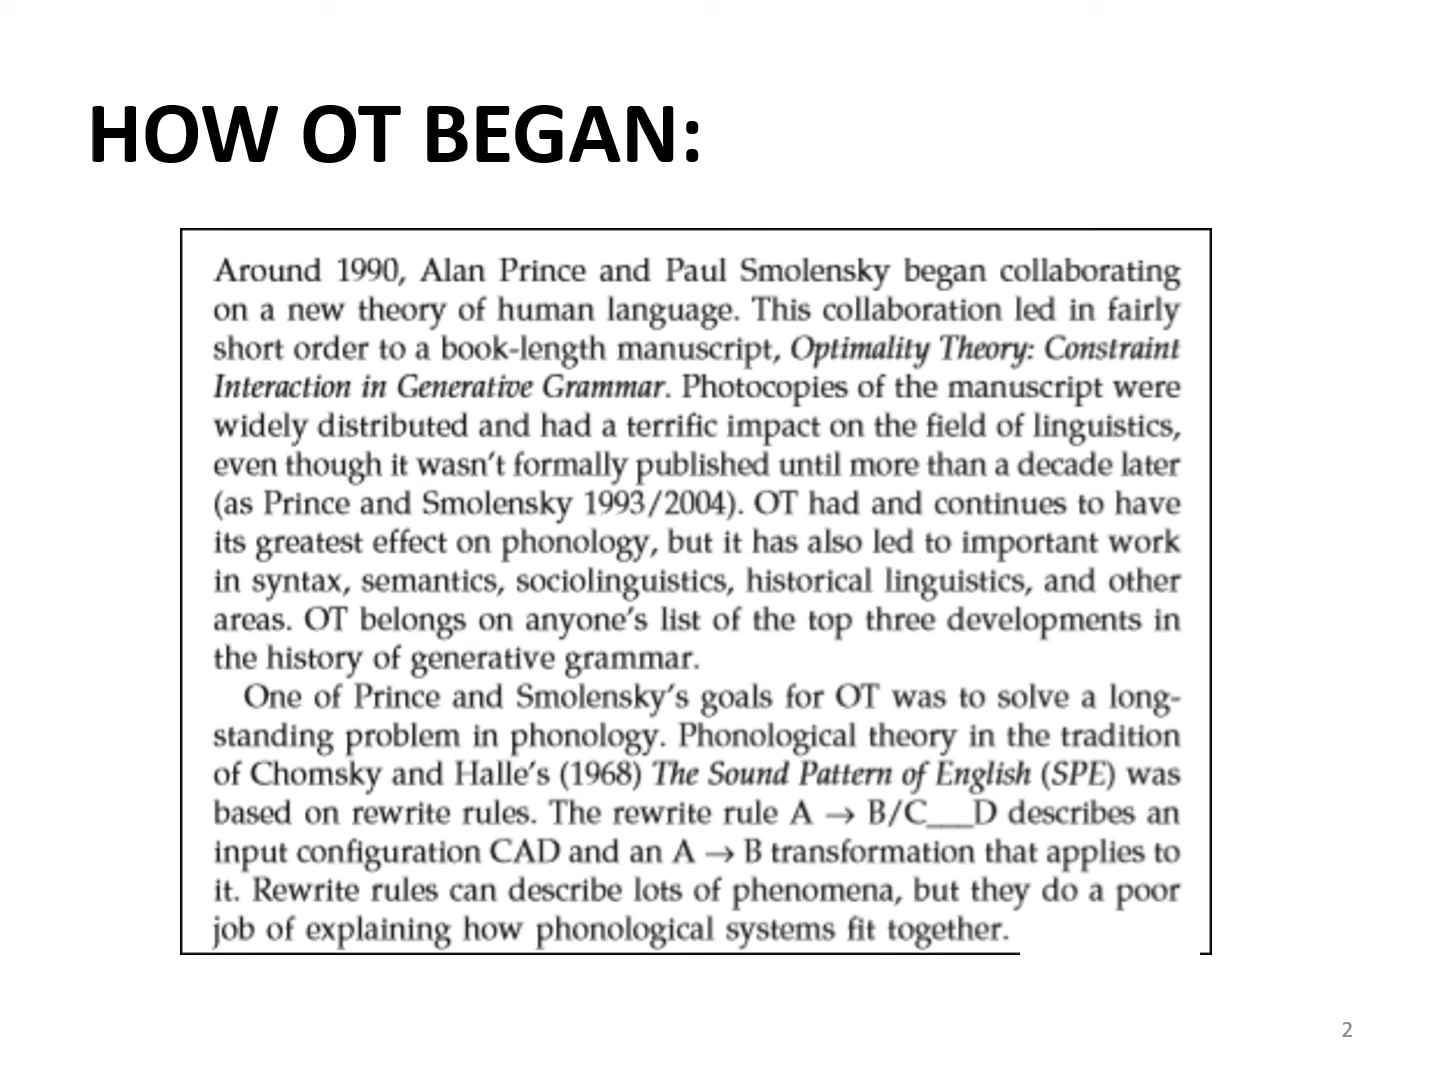 HOW OT BEGAN:
Around 1990, Alan Prince and Paul Smolensky began collaborating
on a new theory of human language. This collaboration led in fairly
short order to a book-length manuscript, Optimality Theory: Constraint
Interaction in Generative Grammar. Photocopies of the manuscript were
widely distributed and had a terrific impact on the field of linguistics,
even though it wasn't formally published until more than a decade later
(as Prince and Smolensky 1993/2004). OT had and continues to have
its greatest effect on phonology, but it has also led to important work
in syntax, semantics, sociolinguistics, historical linguistics, and other
areas. OT belongs on anyone's list of the top three developments in
the history of generative grammar.
One of Prince and Smolensky's goals for OT was to solve a long-
standing problem in phonology. Phonological theory in the tradition
of Chomsky and Halle's (1968) The Sound Pattern of English (SPE) was
based on rewrite rules. The rewrite rule A → B/C___D describes an
input configuration CAD and an A → B transformation that applies to
it. Rewrite rules can describe lots of phenomena, but they do a poor
job of explaining how phonological systems fit together.
2